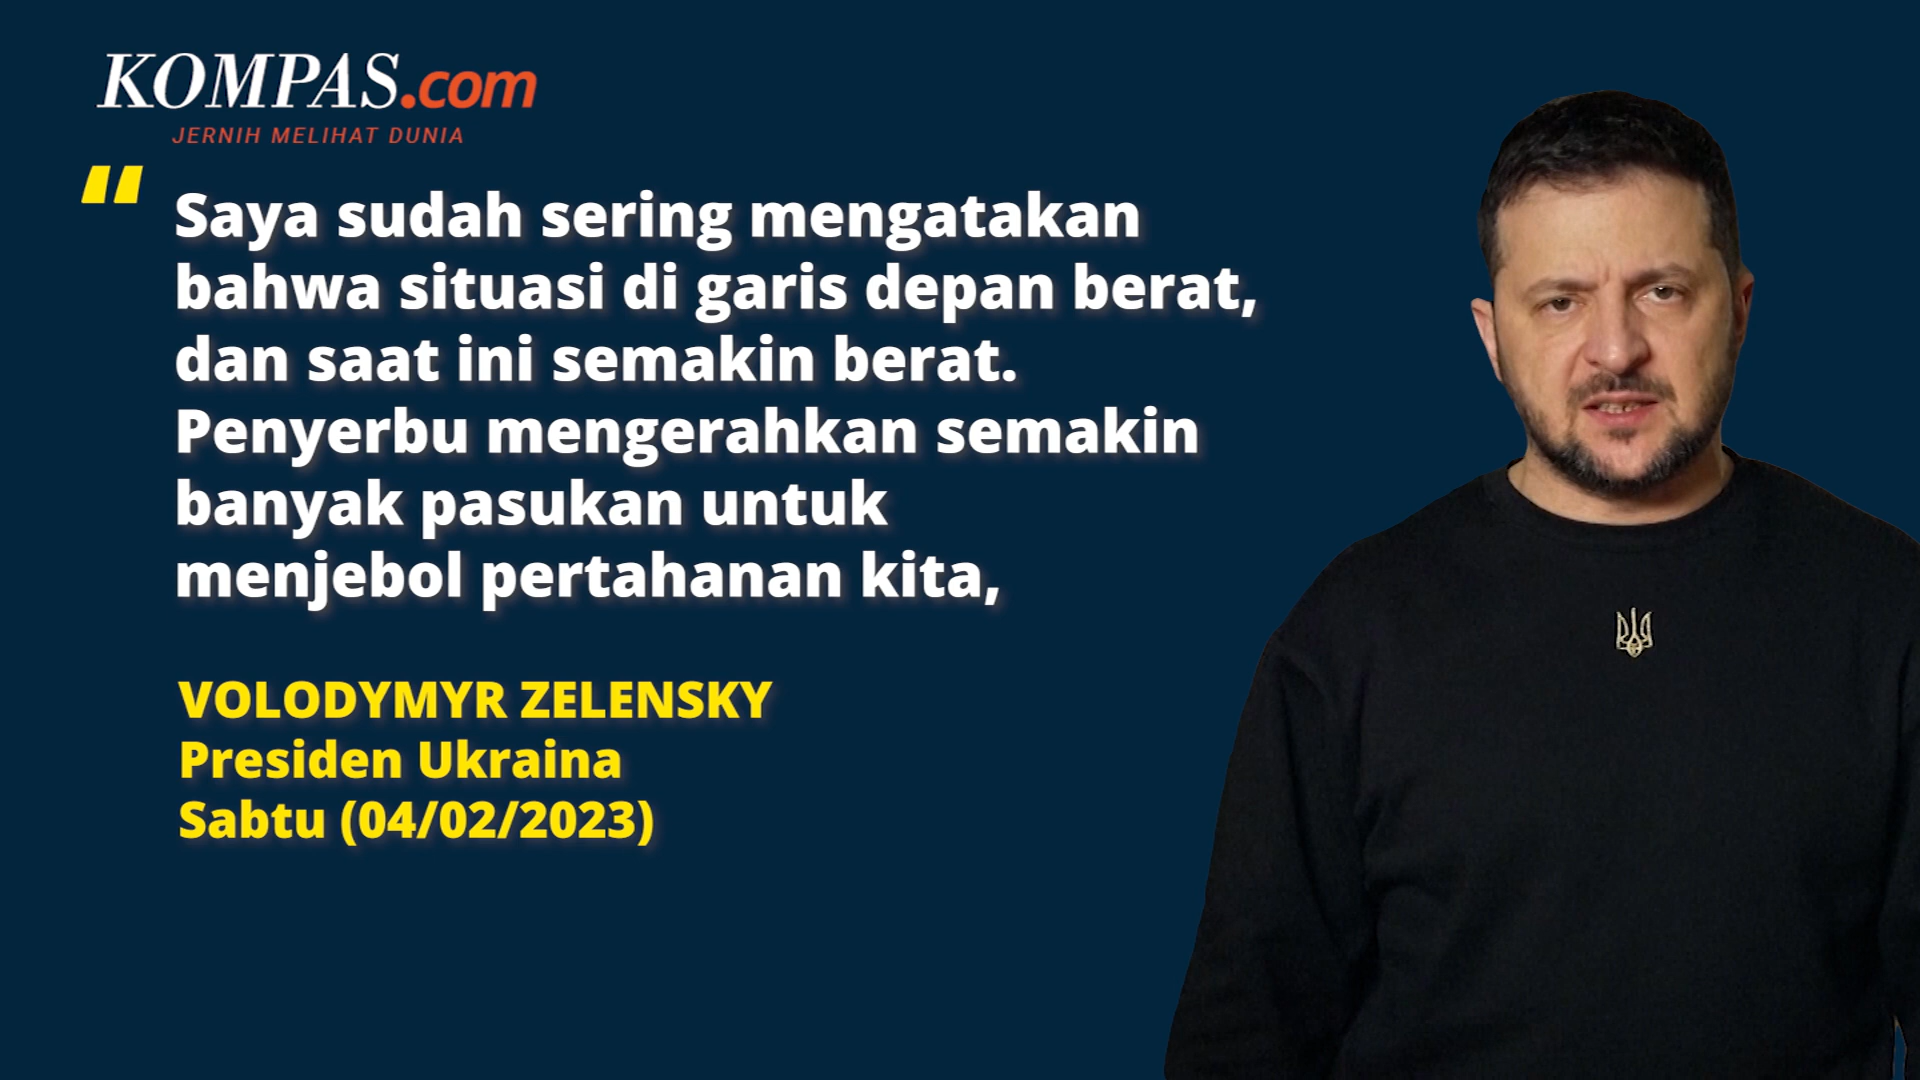 KOMPAS.com
JERNIH MELIHAT DUNIA
“ Saya sudah sering mengatakan
bahwa situasi di garis depan berat,
dan saat ini semakin berat.
Penyerbu mengerahkan semakin
banyak pasukan untuk
menjebol pertahanan kita,
VOLODYMYR ZELENSKY
Presiden Ukraina
Sabtu (04/02/2023)